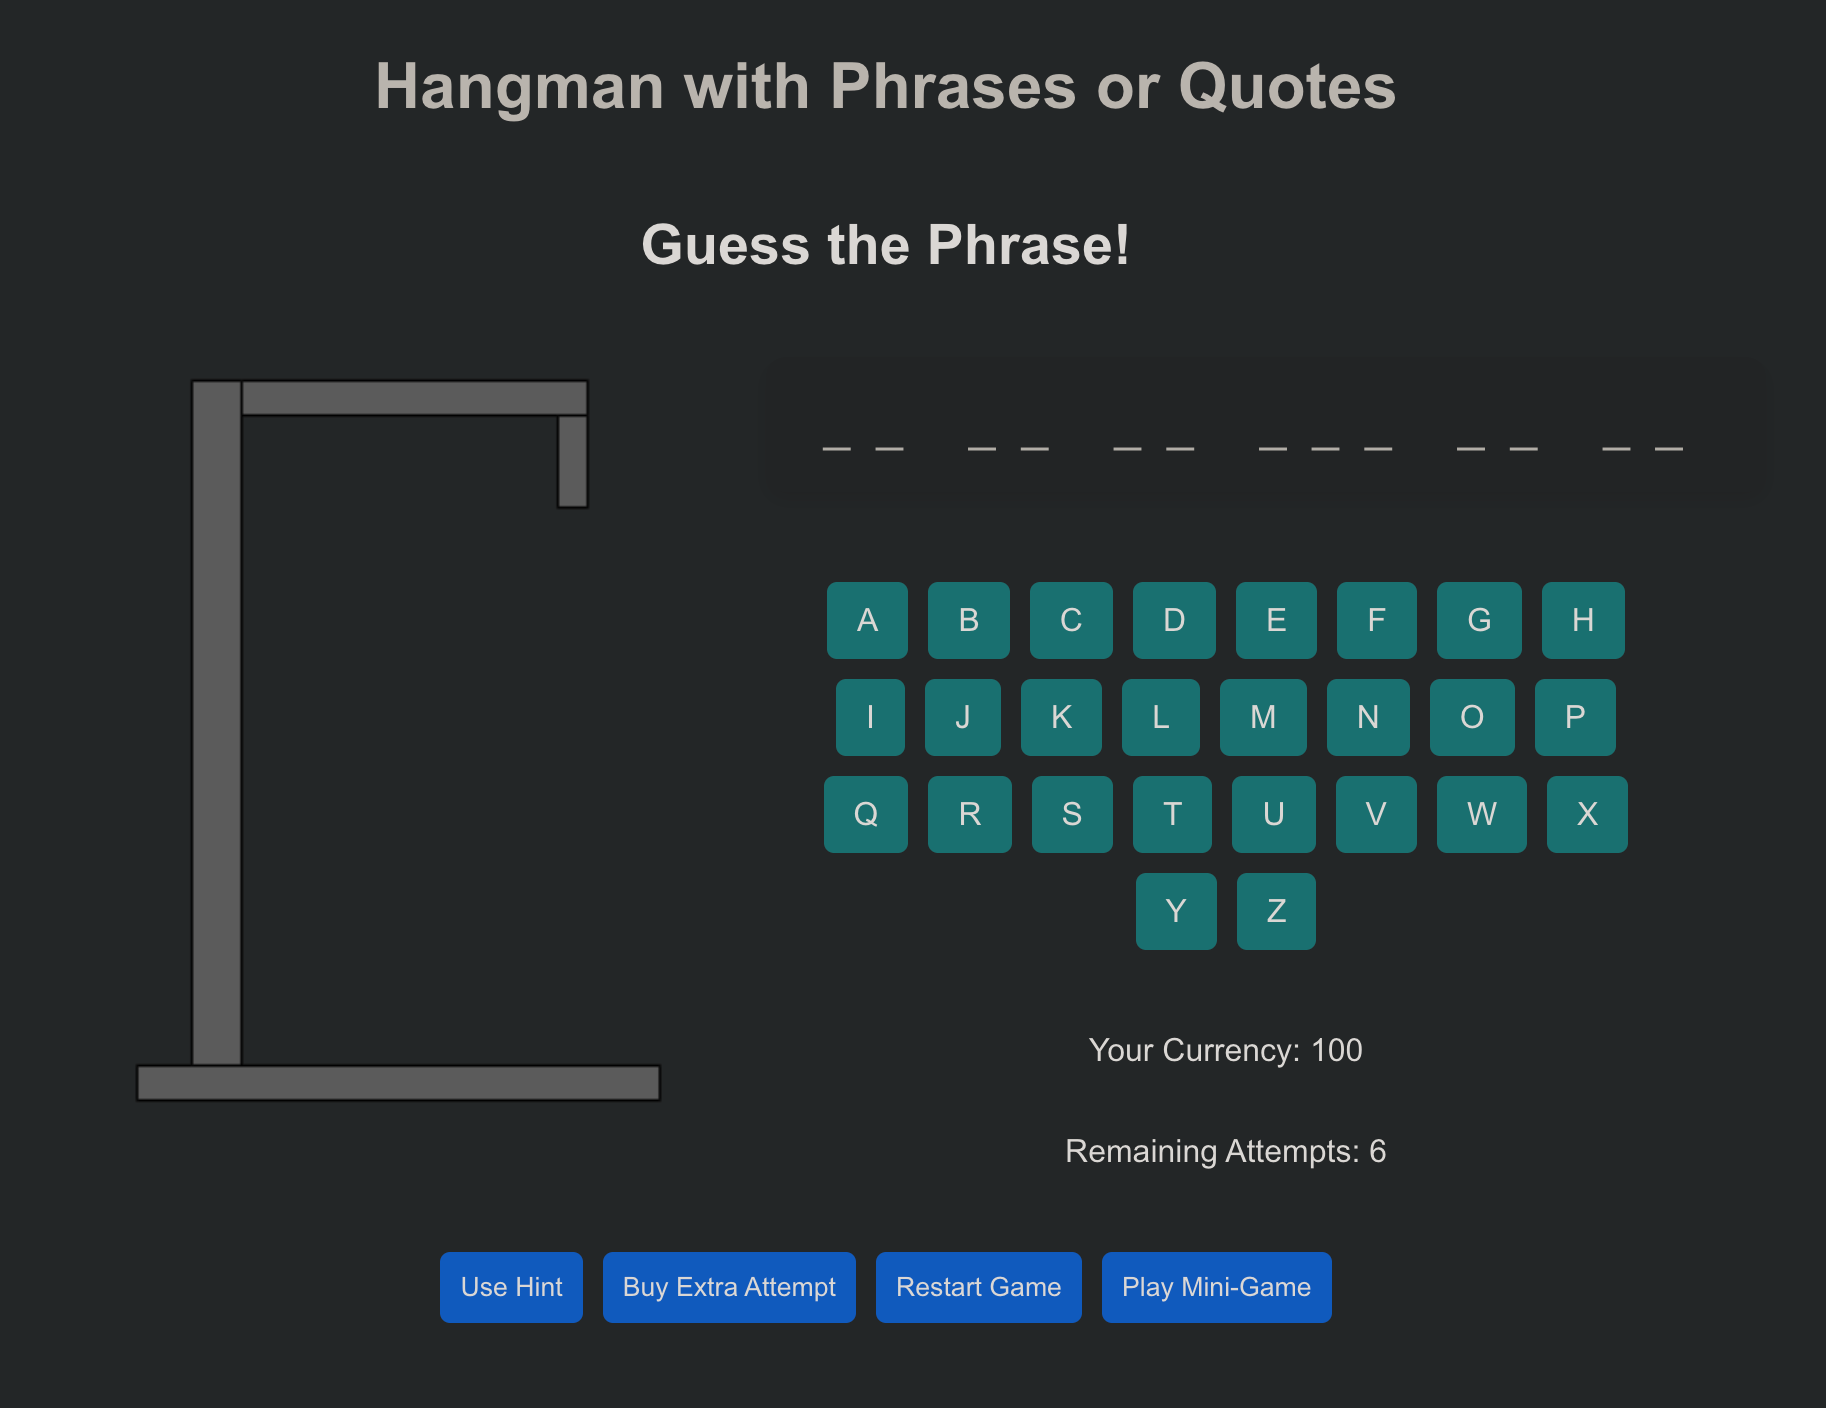 Hangman with Phrases or Quotes
Guess the Phrase!
_ _   _ _   _ _   _ _ _   _ _   _ _
A B C D E F G H
I J K L M N O P
Q R S T U V W X
Y Z
Your Currency: 100
Remaining Attempts: 6
Use Hint Buy Extra Attempt Restart Game Play Mini-Game